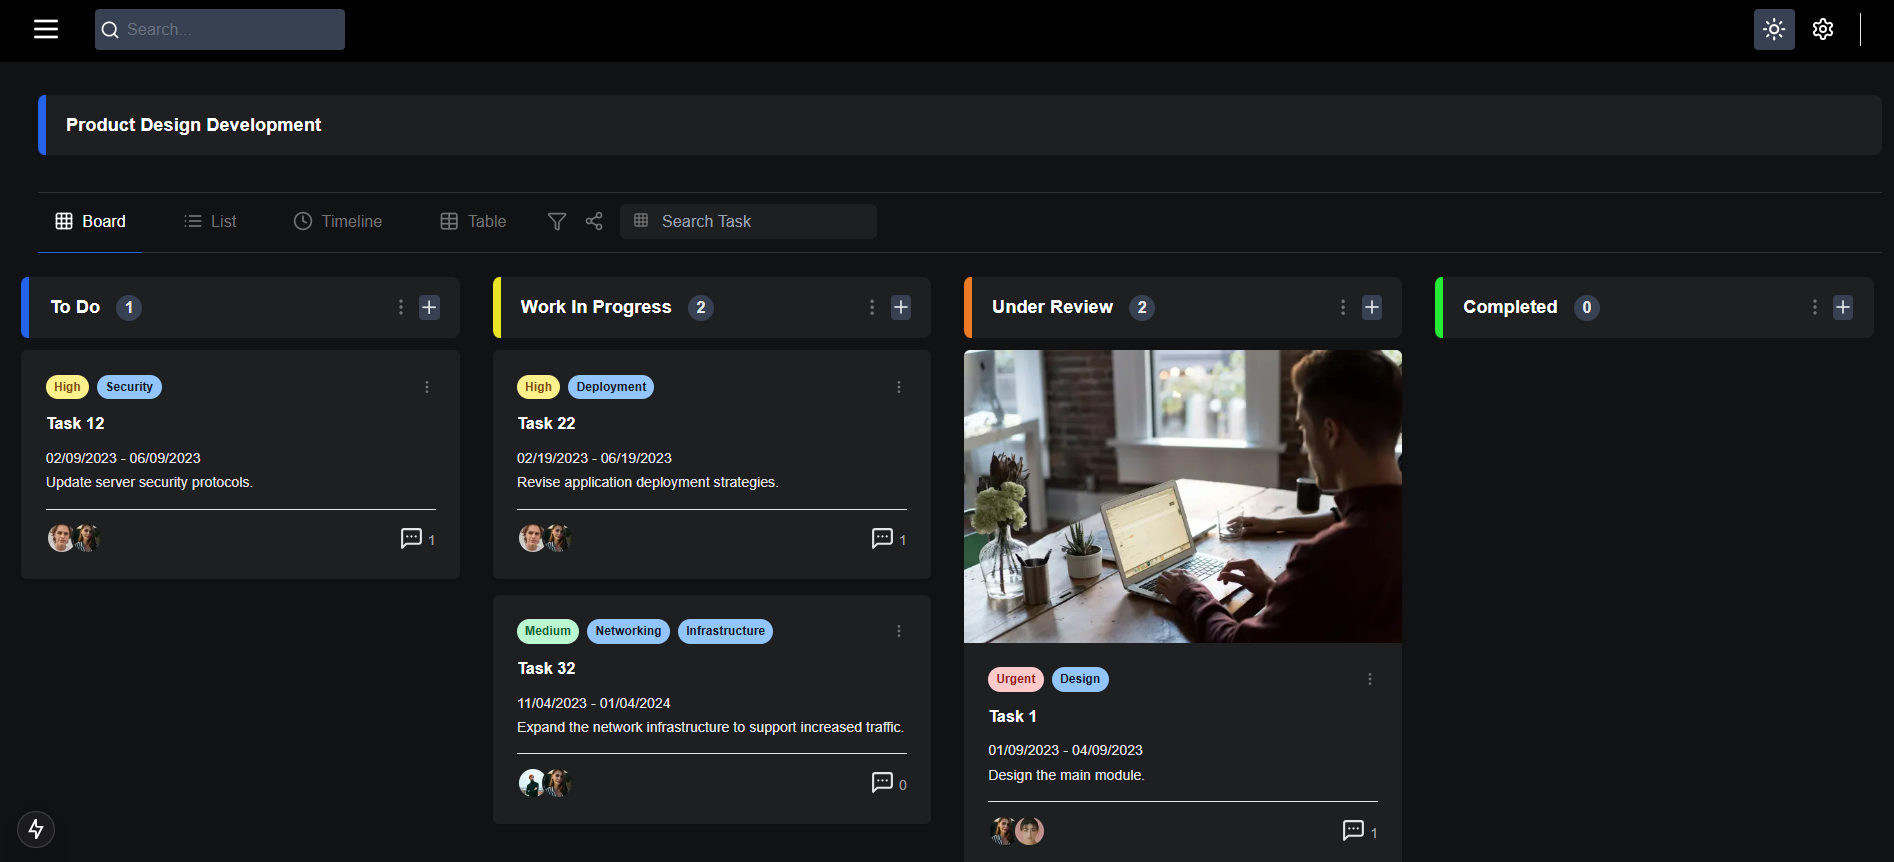 Search...
Product Design Development
Board List Timeline Table Search Task
To Do 1
High Security
Task 12
02/09/2023 - 06/09/2023
Update server security protocols.
1
Work In Progress 2
High Deployment
Task 22
02/19/2023 - 06/19/2023
Revise application deployment strategies.
1
Medium Networking Infrastructure
Task 32
11/04/2023 - 01/04/2024
Expand the network infrastructure to support increased traffic.
0
Under Review 2
Urgent Design
Task 1
01/09/2023 - 04/09/2023
Design the main module.
1
Completed 0